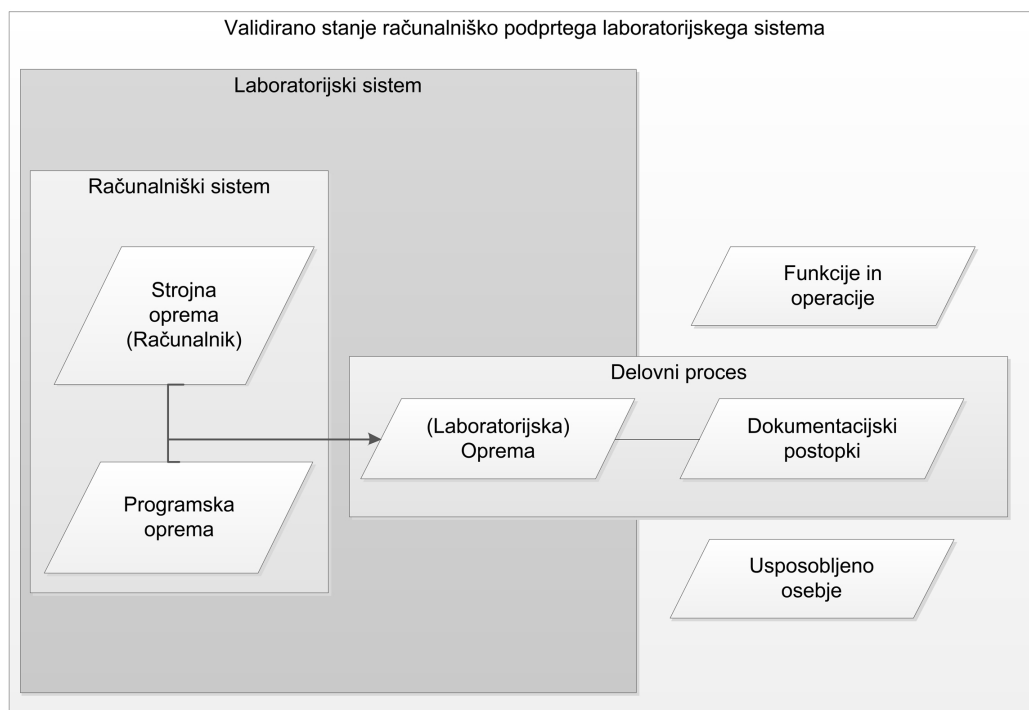 Validirano stanje računalniško podprtega laboratorijskega sistema
Laboratorijski sistem
Računalniški sistem
Strojna
oprema
(Računalnik)
Programska
oprema
Funkcije in
operacije
Delovni proces
(Laboratorijska)
Oprema
Dokumentacijski
postopki
Usposobljeno
osebje